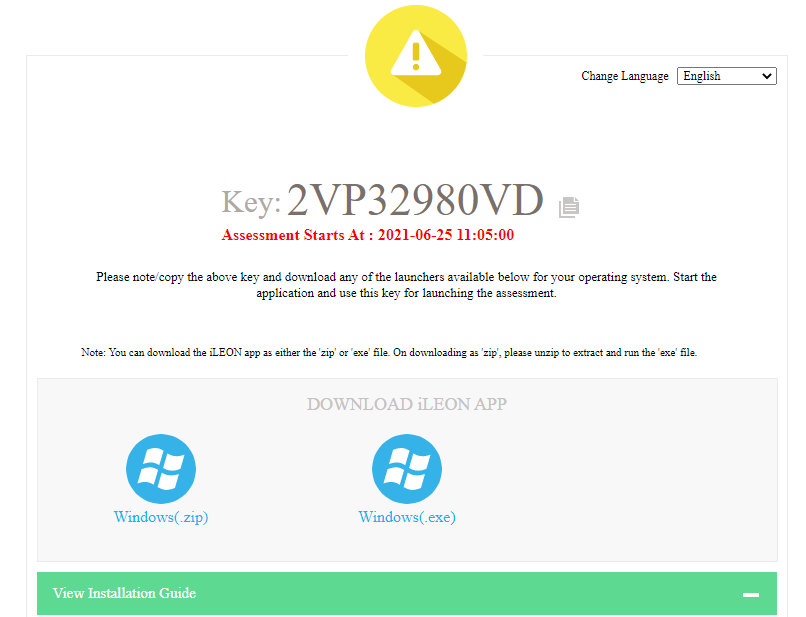 Change Language English
Key: 2VP32980VD
Assessment Starts At : 2021-06-25 11:05:00
Please note/copy the above key and download any of the launchers available below for your operating system. Start the
application and use this key for launching the assessment.
Note: You can download the iLEON app as either the 'zip' or 'exe' file. On downloading as 'zip', please unzip to extract and run the 'exe' file.
DOWNLOAD iLEON APP
Windows(.zip) Windows(.exe)
View Installation Guide